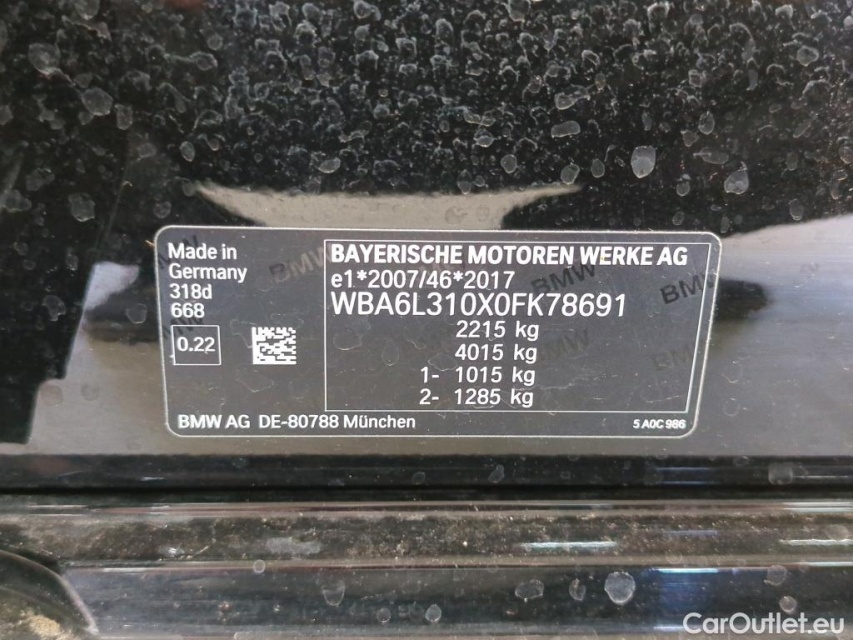 Made in
Germany
318d
668
0.22
BAYERISCHE MOTOREN WERKE AG
e1*2007/46*2017
WBA6L310X0FK78691
2215 kg
4015 kg
1- 1015 kg
2- 1285 kg
BMW AG DE-80788 München
5 A0C 986
BMW
BMW
BMW
BMW
BMW
CarOutlet.eu